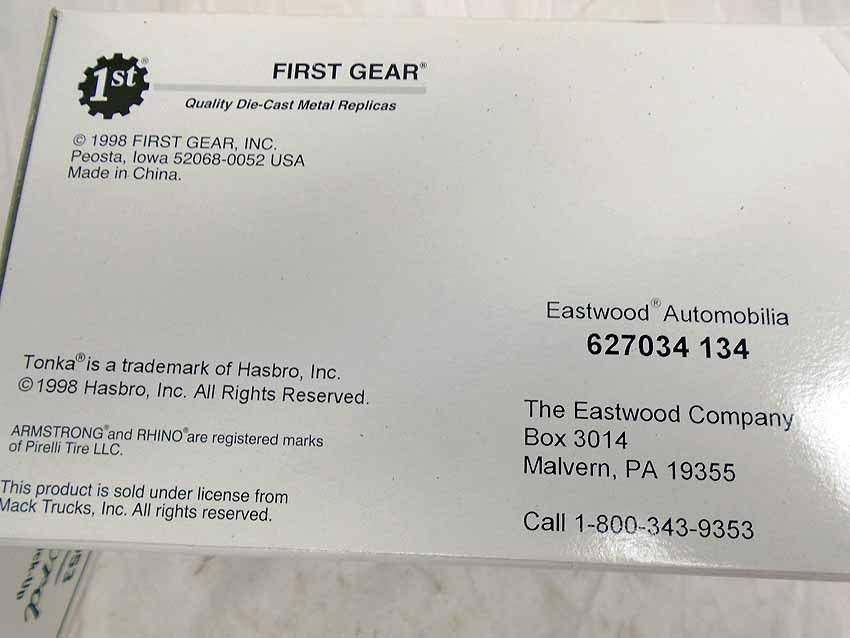 1st®
FIRST GEAR®
Quality Die-Cast Metal Replicas
© 1998 FIRST GEAR, INC.
Peosta, Iowa 52068-0052 USA
Made in China.
Eastwood® Automobilia
627034 134
Tonka® is a trademark of Hasbro, Inc.
©1998 Hasbro, Inc. All Rights Reserved.
The Eastwood Company
Box 3014
Malvern, PA 19355
ARMSTRONG® and RHINO® are registered marks
of Pirelli Tire LLC.
This product is sold under license from
Mack Trucks, Inc. All rights reserved.
Call 1-800-343-9353